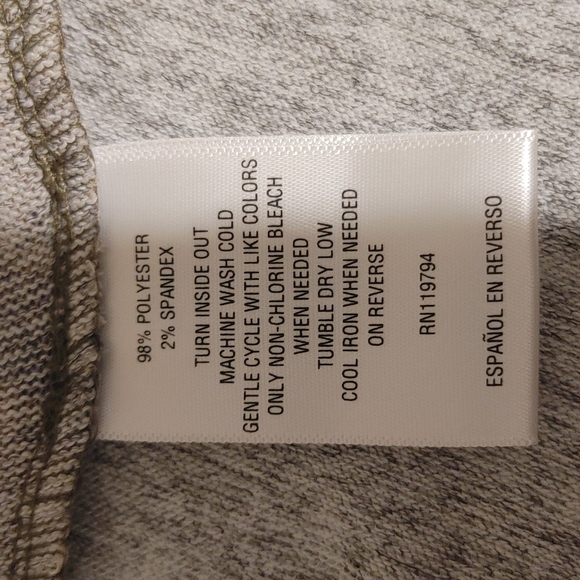 98% POLYESTER
2% SPANDEX
TURN INSIDE OUT
MACHINE WASH COLD
GENTLE CYCLE WITH LIKE COLORS
ONLY NON-CHLORINE BLEACH
WHEN NEEDED
TUMBLE DRY LOW
COOL IRON WHEN NEEDED
ON REVERSE
RN119794
ESPAÑOL EN REVERSO